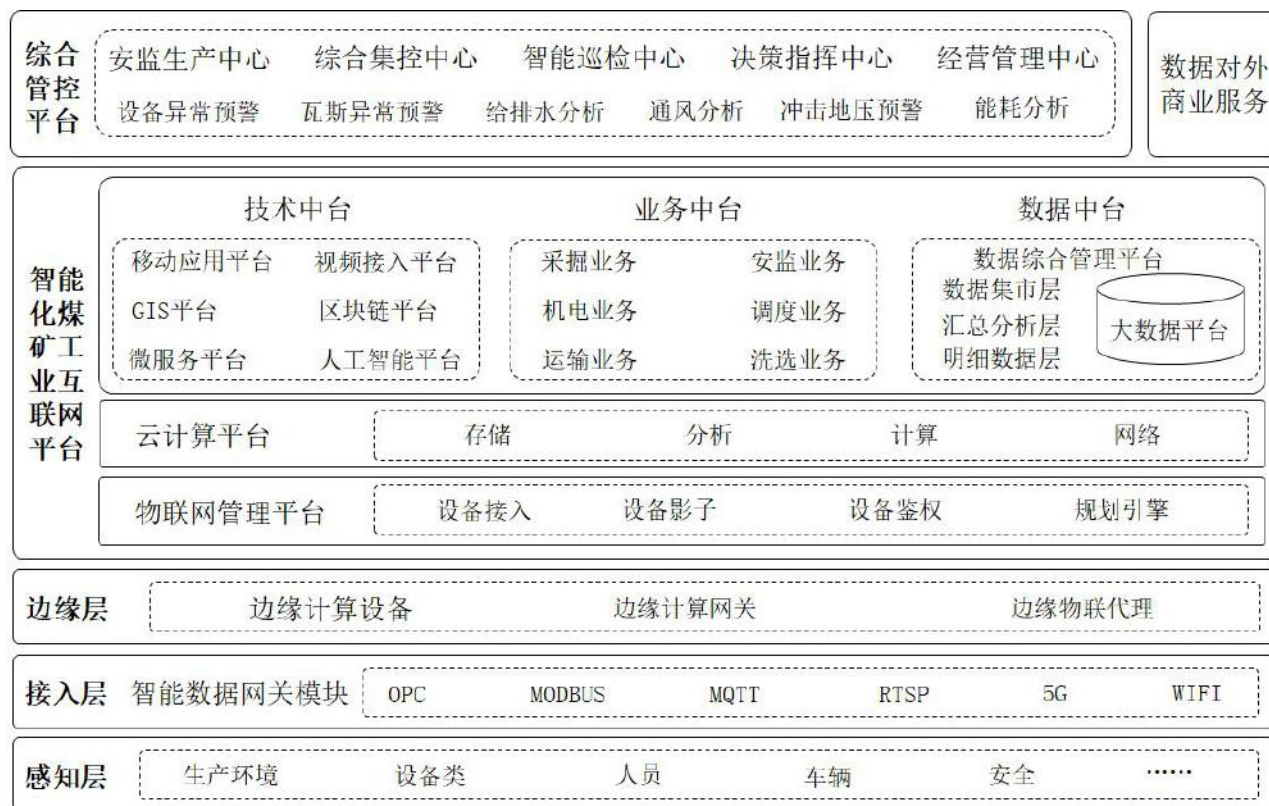 综合管控平台
安监生产中心 综合集控中心 智能巡检中心 决策指挥中心 经营管理中心
设备异常预警 瓦斯异常预警 给排水分析 通风分析 冲击地压预警 能耗分析
数据对外
商业服务
智能化煤矿工业互联网平台
技术中台 业务中台 数据中台
移动应用平台 视频接入平台
GIS平台 区块链平台
微服务平台 人工智能平台
采掘业务 安监业务
机电业务 调度业务
运输业务 洗选业务
数据综合管理平台
数据集市层
汇总分析层
明细数据层
大数据平台
云计算平台 存储 分析 计算 网络
物联网管理平台 设备接入 设备影子 设备鉴权 规划引擎
边缘层 边缘计算设备 边缘计算网关 边缘物联代理
接入层 智能数据网关模块 OPC MODBUS MQTT RTSP 5G WIFI
感知层 生产环境 设备类 人员 车辆 安全 ……